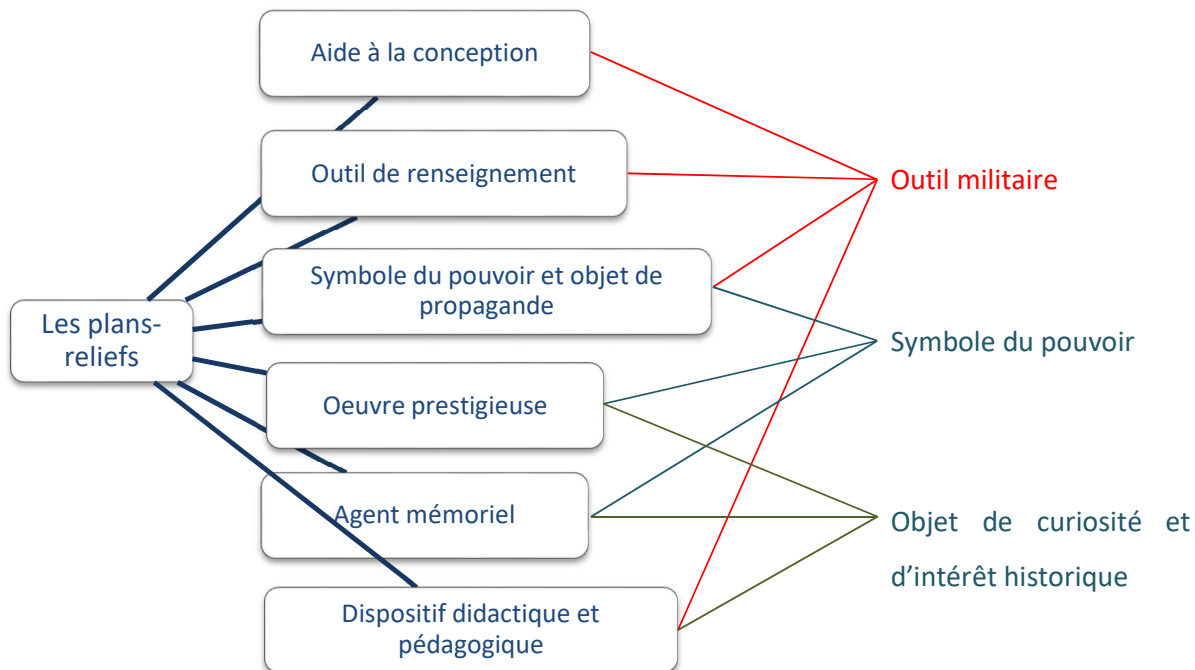 Aide à la conception
Outil de renseignement
Symbole du pouvoir et objet de
propagande
Les plans-
reliefs
Oeuvre prestigieuse
Agent mémoriel
Dispositif didactique et
pédagogique
Outil militaire
Symbole du pouvoir
Objet de curiosité et
d'intérêt historique